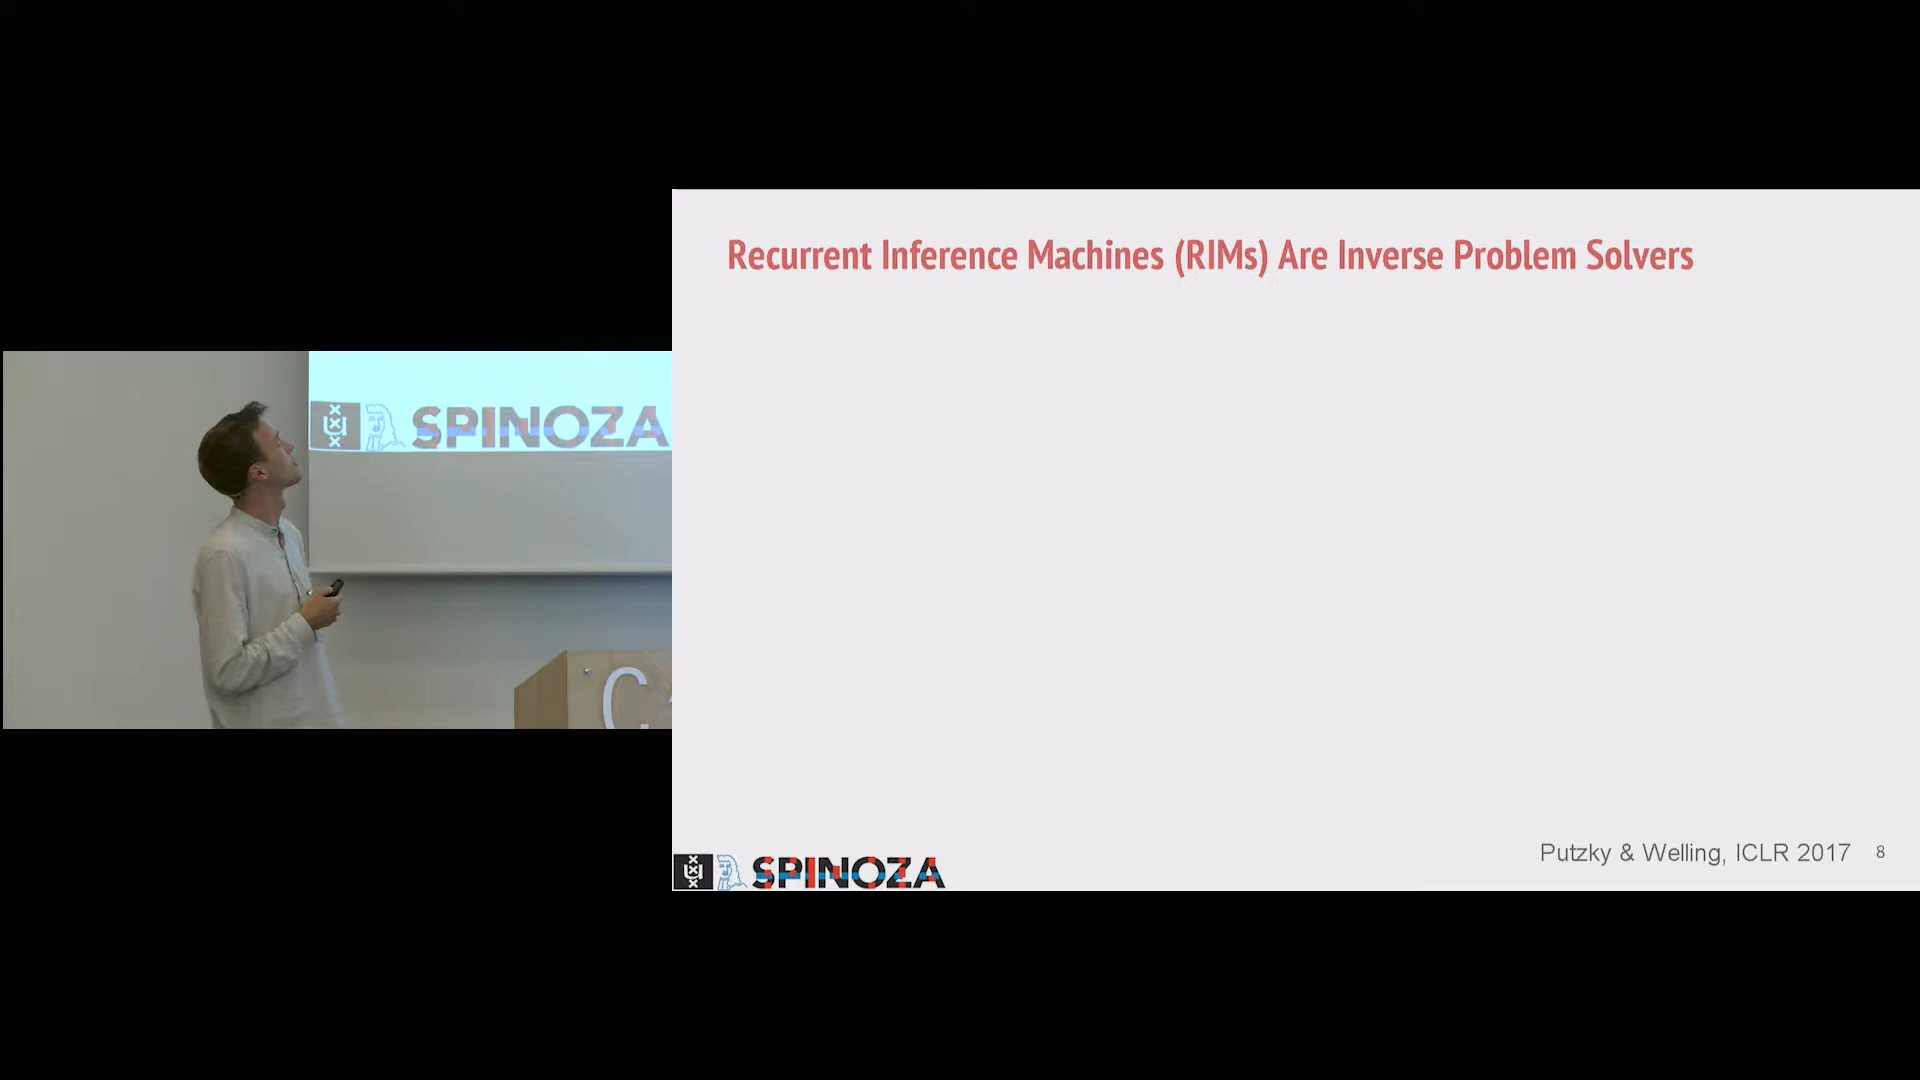 Recurrent Inference Machines (RIMs) Are Inverse Problem Solvers
SPINOZA
SPINOZA
Putzky & Welling, ICLR 2017 8